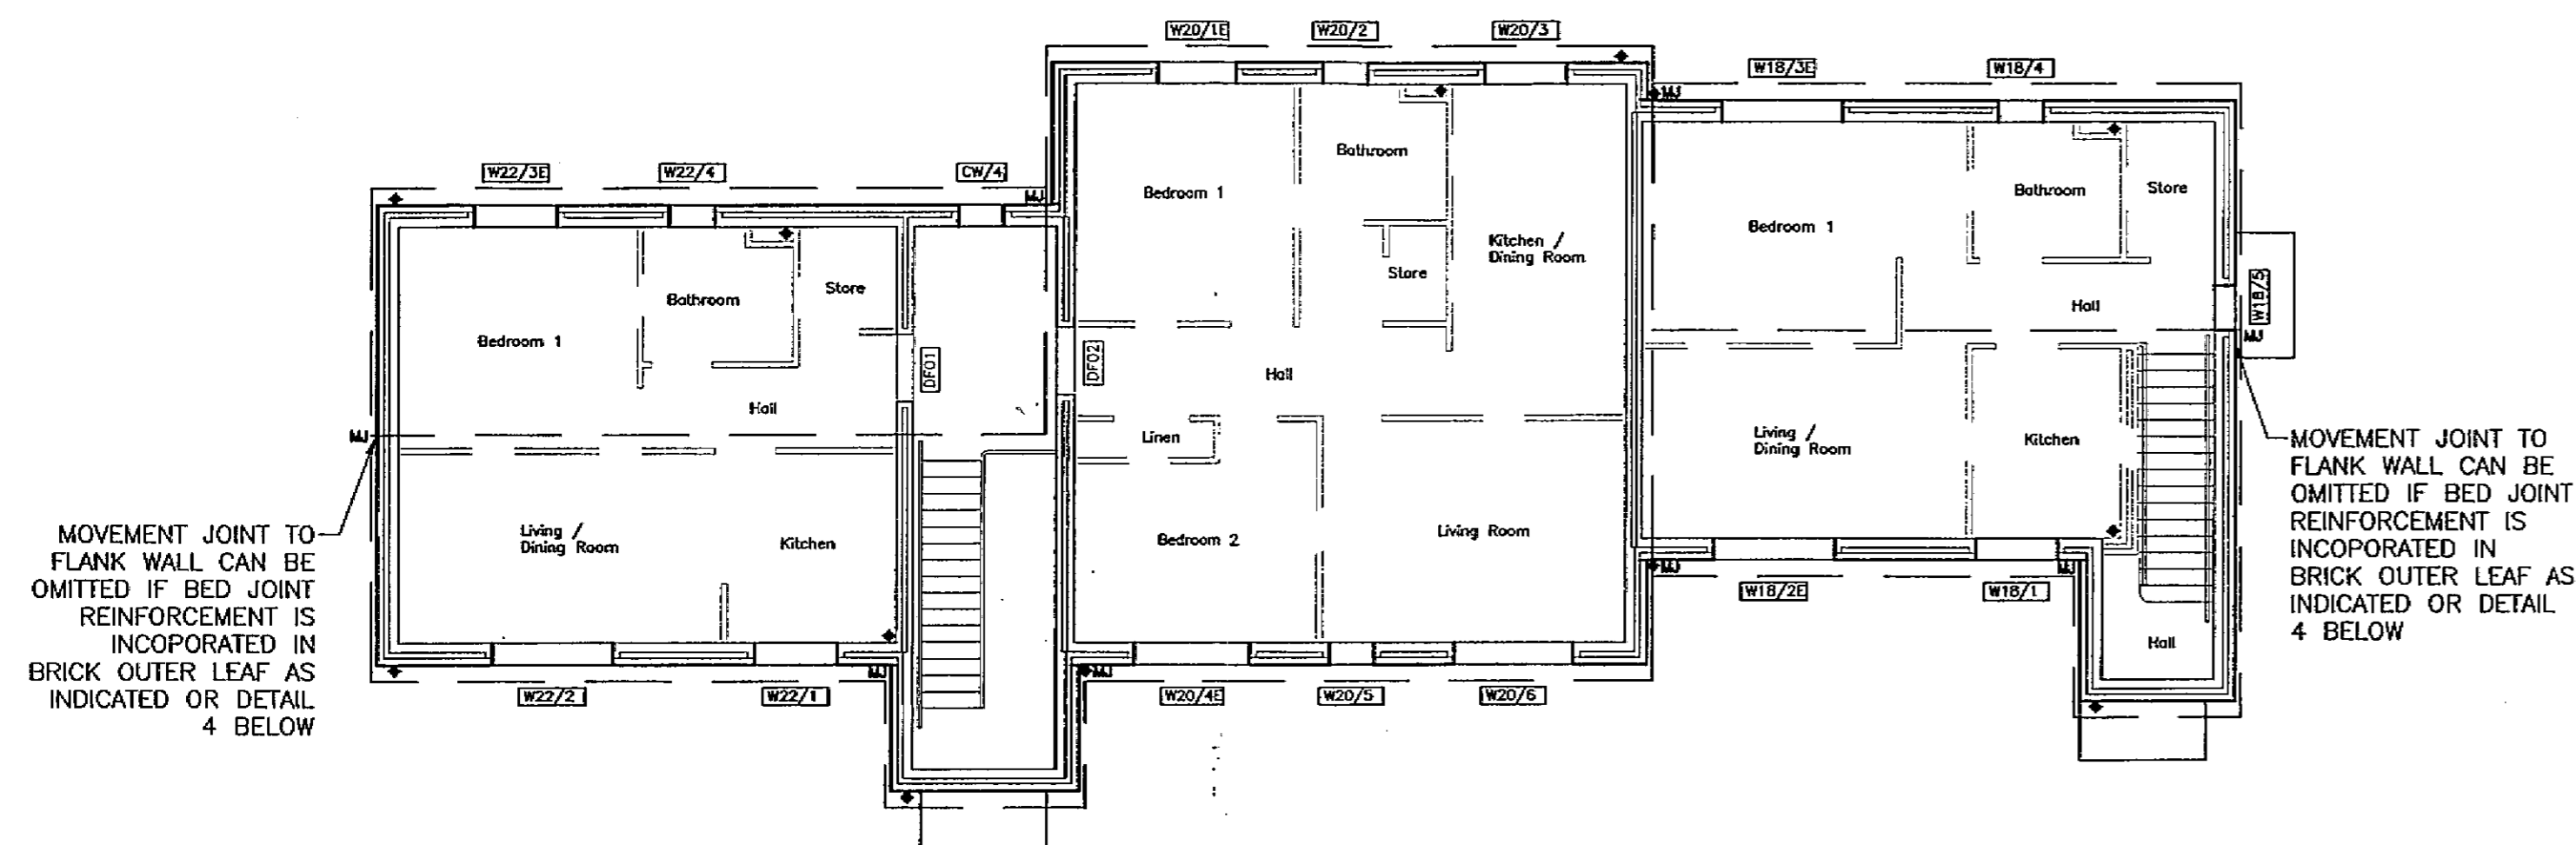 W20/1E
W20/2
W20/3
W18/3E
W18/4
MJ
W22/3E
W22/4
CW/4
MJ
Bathroom
Bedroom 1
Kitchen /
Dining Room
Store
Bedroom 1
Bathroom
Store
Hall
W18/5
MJ
Bedroom 1
Bathroom
Store
DF01
DF02
Hall
Hall
MJ
Linen
Bedroom 2
Living Room
Living /
Dining Room
Kitchen
Living /
Dining Room
Kitchen
MJ
W22/2
W22/1
MJ
W20/4E
W20/5
W20/6
MJ
W18/2E
MJ
W18/1
Hall
MOVEMENT JOINT TO
FLANK WALL CAN BE
OMITTED IF BED JOINT
REINFORCEMENT IS
INCOPORATED IN
BRICK OUTER LEAF AS
INDICATED OR DETAIL
4 BELOW
MOVEMENT JOINT TO
FLANK WALL CAN BE
OMITTED IF BED JOINT
REINFORCEMENT IS
INCOPORATED IN
BRICK OUTER LEAF AS
INDICATED OR DETAIL
4 BELOW